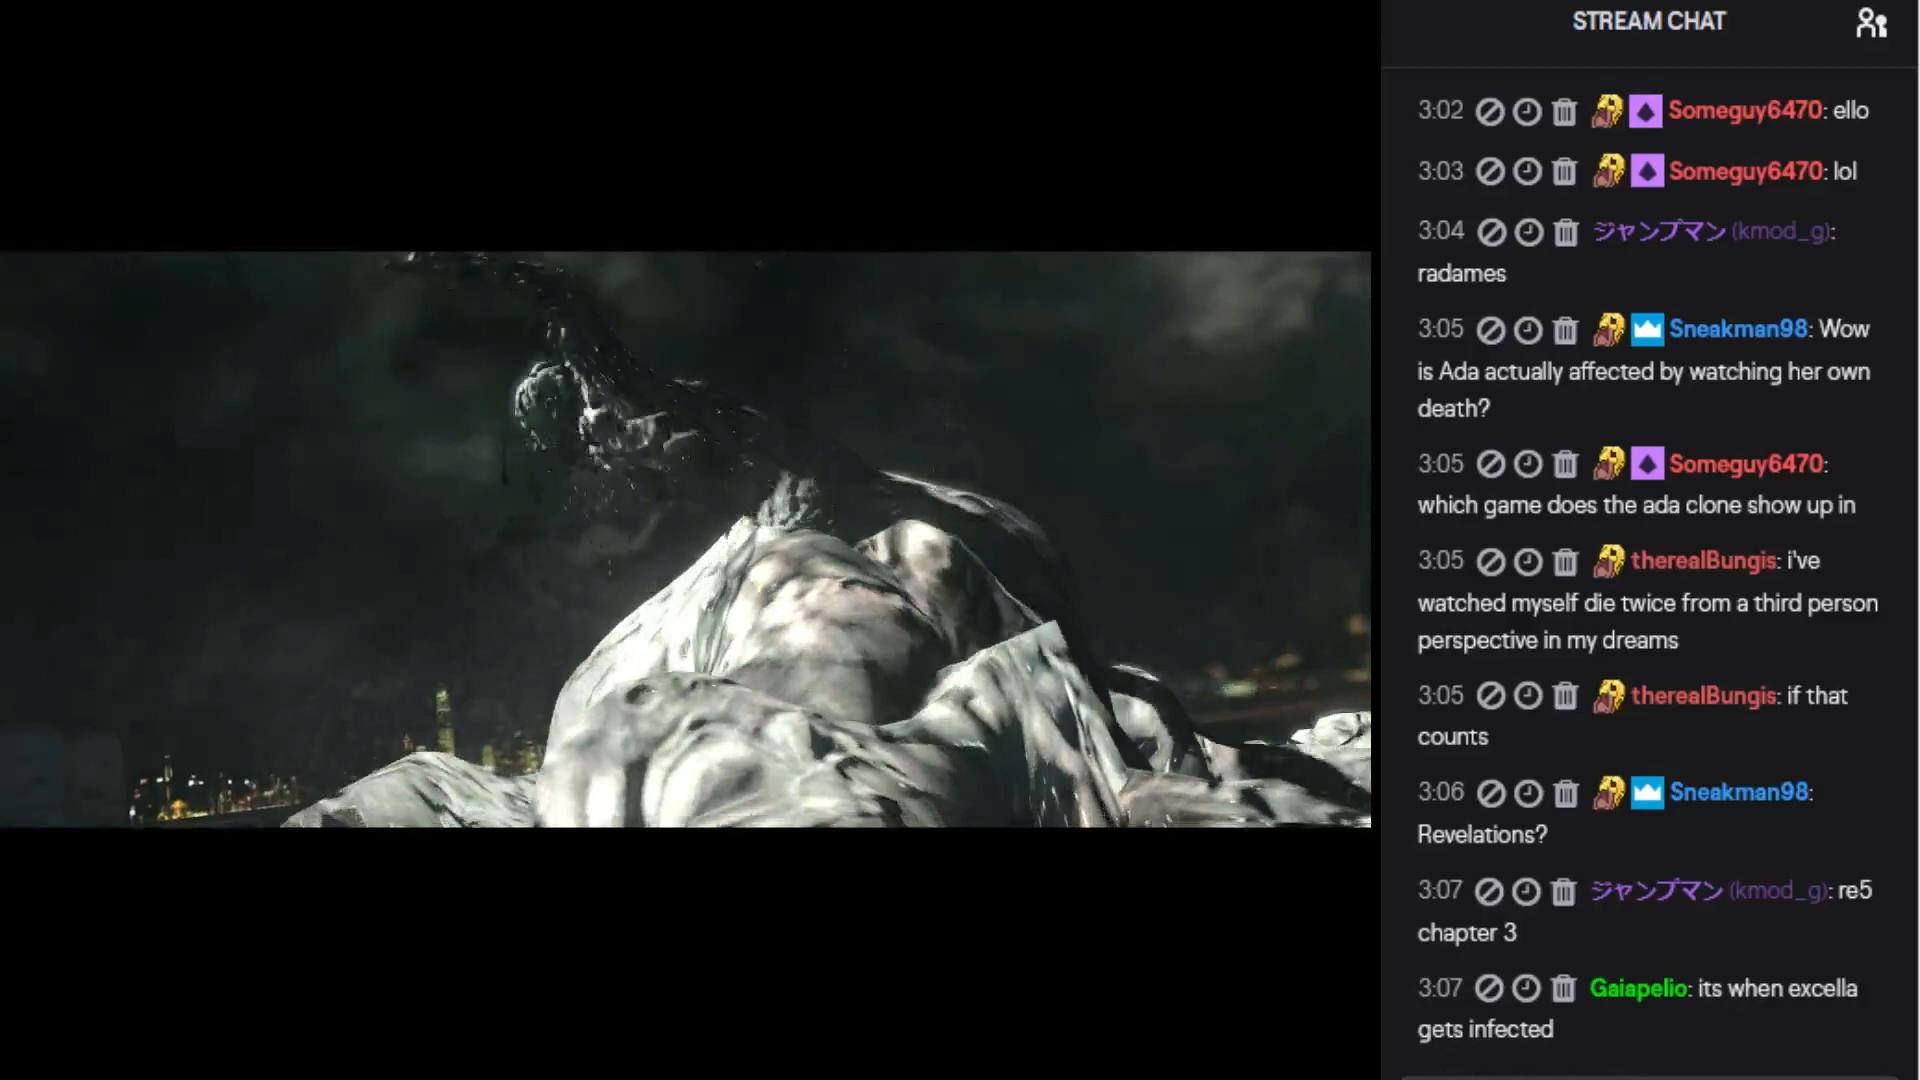 STREAM CHAT
3:02 Someguy6470: ello
3:03 Someguy6470: lol
3:04 ジャンプマン (kmod_g):
radames
3:05 Sneakman98: Wow
is Ada actually affected by watching her own
death?
3:05 Someguy6470:
which game does the ada clone show up in
3:05 therealBungis: i've
watched myself die twice from a third person
perspective in my dreams
3:05 therealBungis: if that
counts
3:06 Sneakman98:
Revelations?
3:07 ジャンプマン (kmod_g): re5
chapter 3
3:07 Gaiapelio: its when excella
gets infected